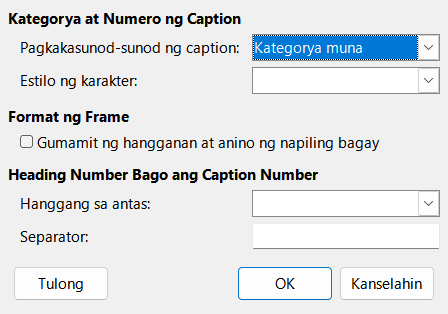 Kategorya at Numero ng Caption
Pagkakasunod-sunod ng caption: Kategorya muna
Estilo ng karakter:
Format ng Frame
Gumamit ng hangganan at anino ng napiling bagay
Heading Number Bago ang Caption Number
Hanggang sa antas:
Separator:
Tulong OK Kanselahin